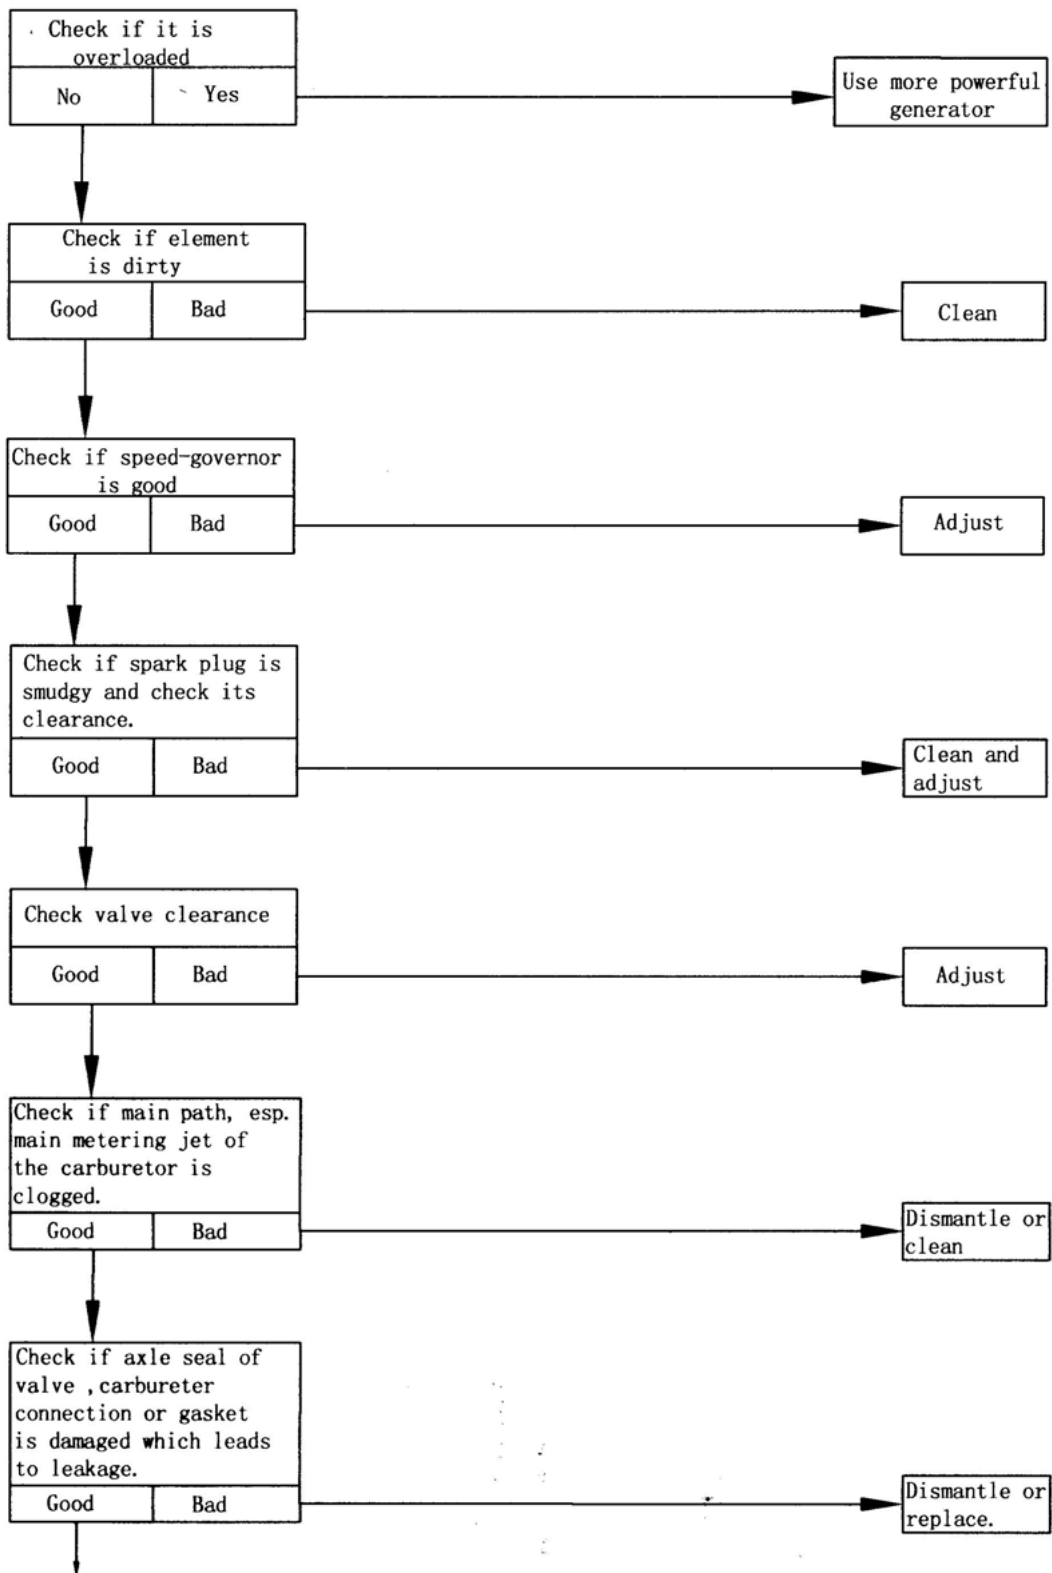 Check if it is
overloaded
No
Yes
Use more powerful
generator
Check if element
is dirty
Good
Bad
Clean
Check if speed-governor
is good
Good
Bad
Adjust
Check if spark plug is
smudgy and check its
clearance.
Good
Bad
Clean and
adjust
Check valve clearance
Good
Bad
Adjust
Check if main path, esp.
main metering jet of
the carburetor is
clogged.
Good
Bad
Dismantle or
clean
Check if axle seal of
valve ,carbureter
connection or gasket
is damaged which leads
to leakage.
Good
Bad
Dismantle or
replace.